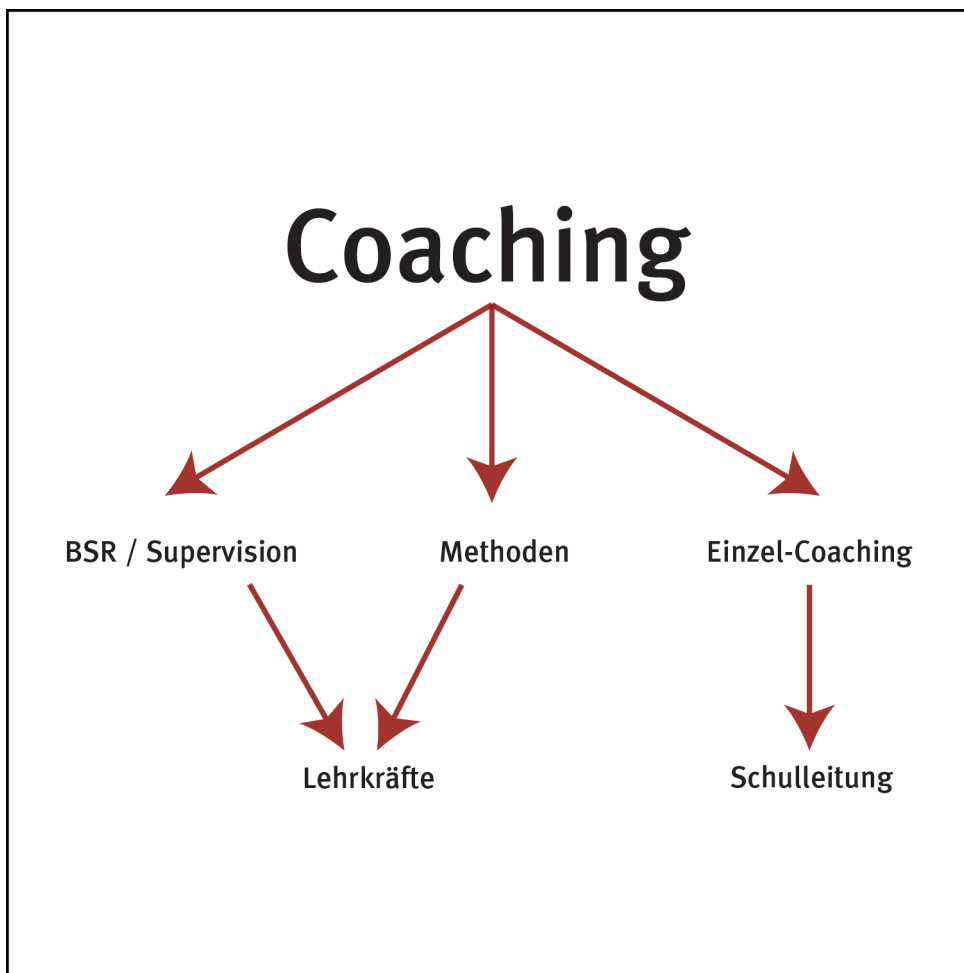 Coaching
BSR / Supervision
Methoden
Einzel-Coaching
Lehrkräfte
Schulleitung